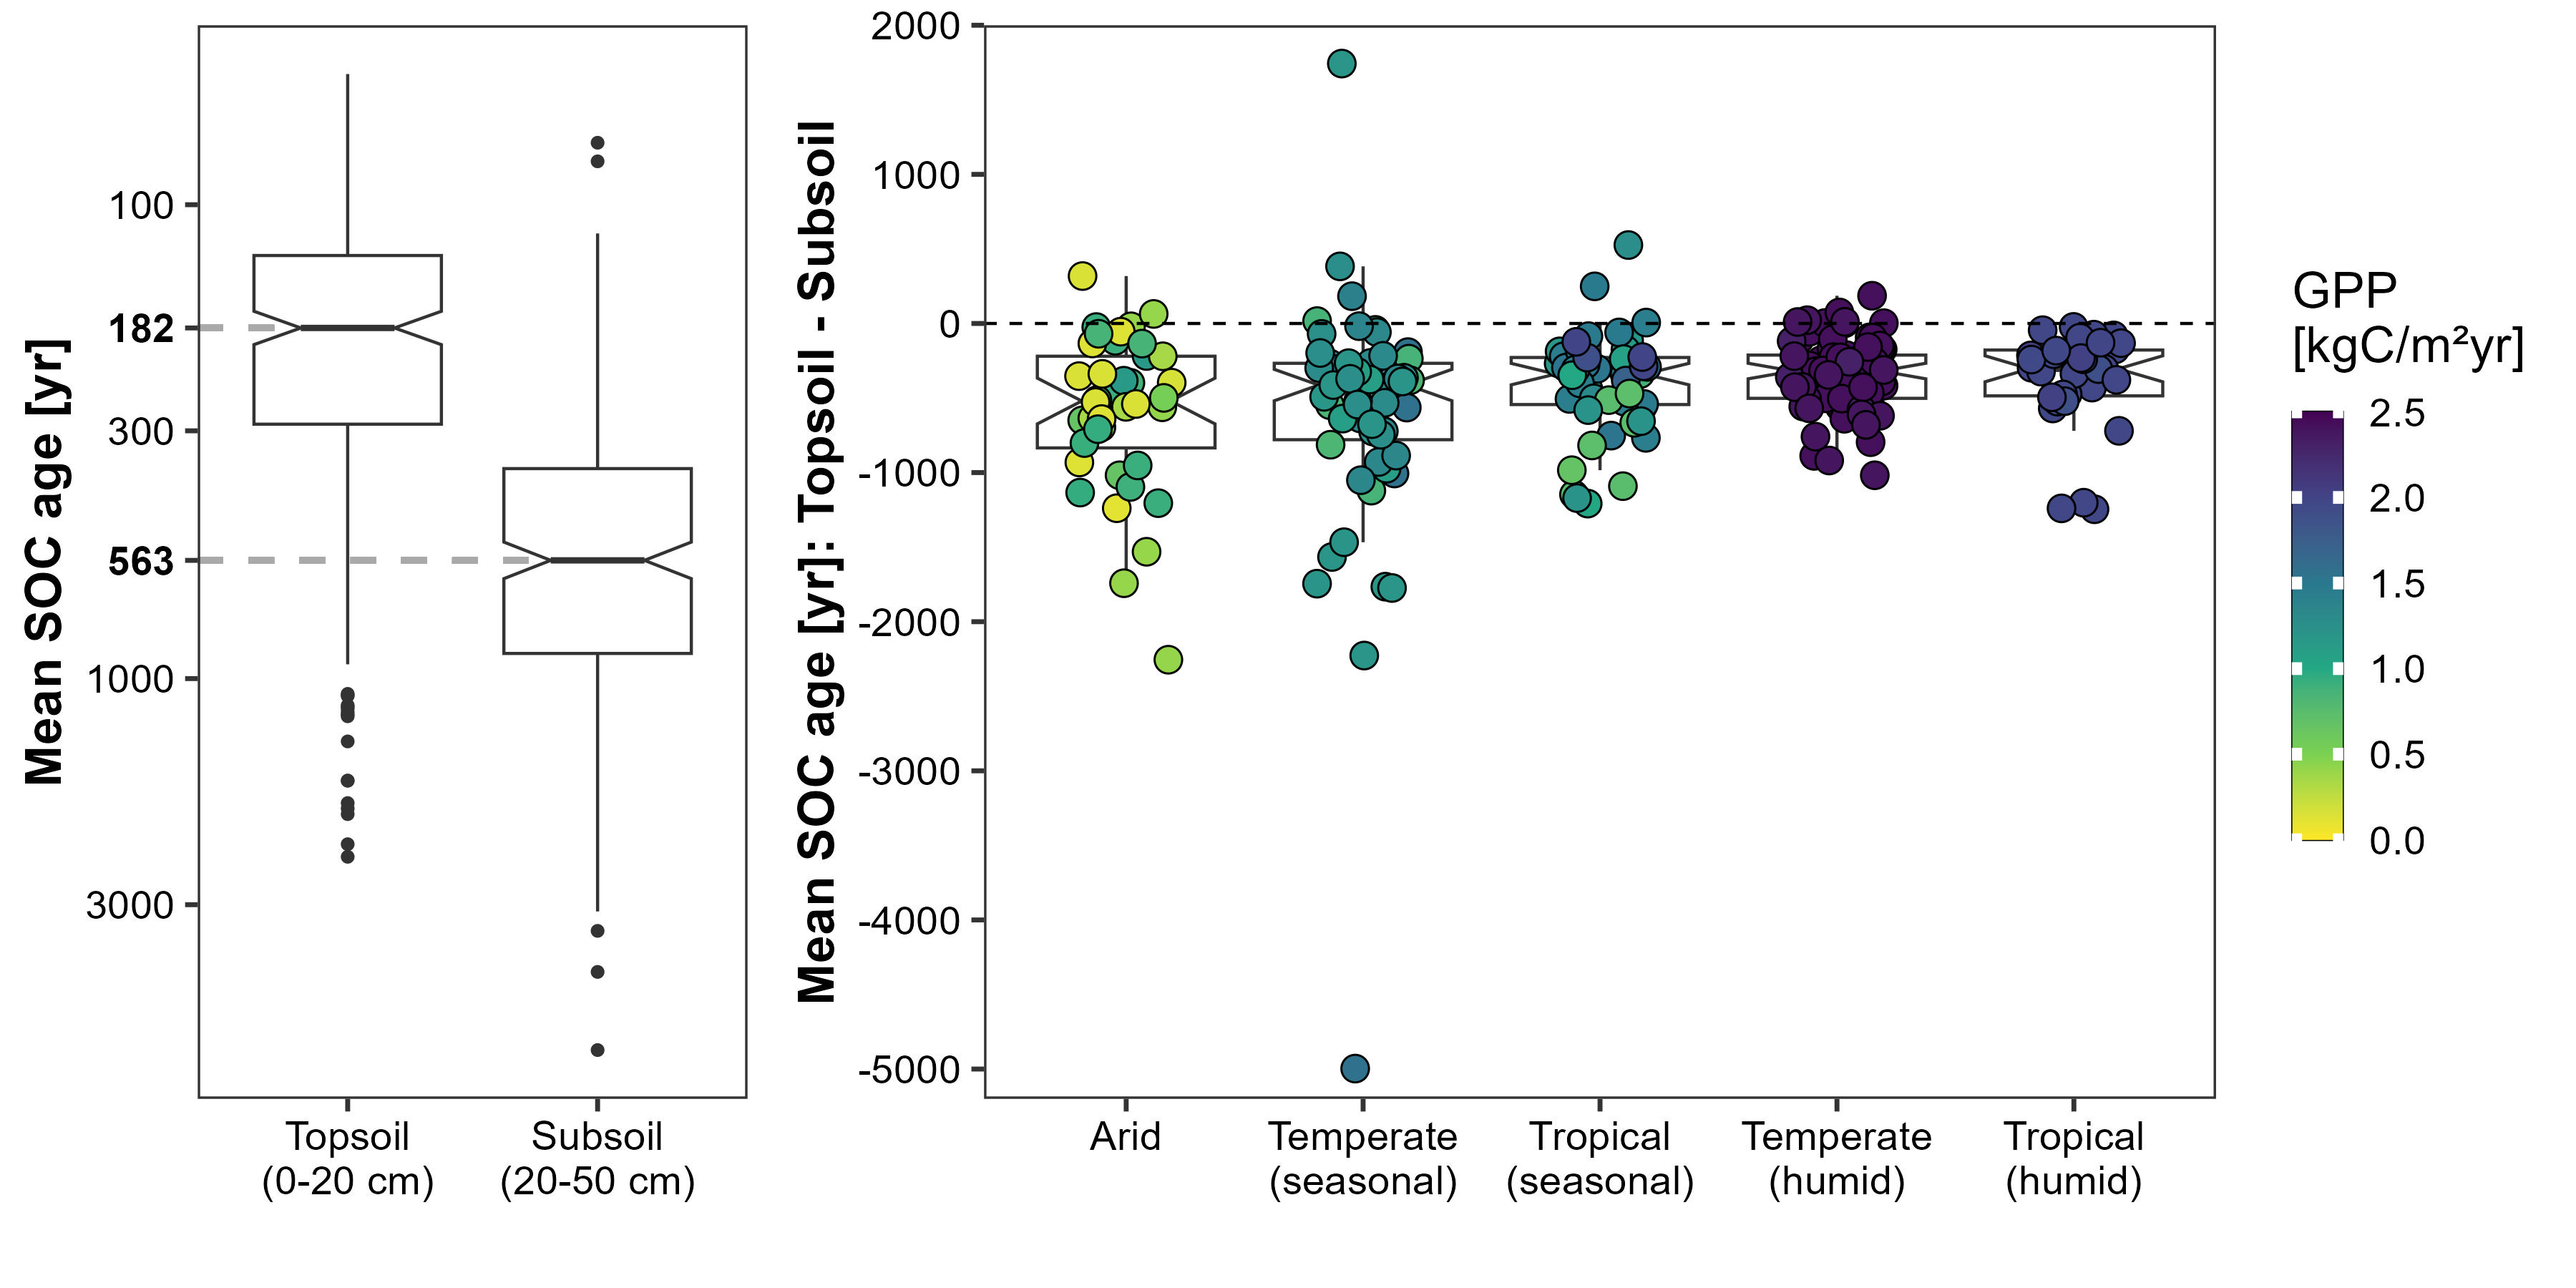 Mean SOC age [yr]
100
182
300
563
1000
3000
Topsoil
(0-20 cm)
Subsoil
(20-50 cm)
Mean SOC age [yr]: Topsoil - Subsoil
2000
1000
0
-1000
-2000
-3000
-4000
-5000
Arid
Temperate
(seasonal)
Tropical
(seasonal)
Temperate
(humid)
Tropical
(humid)
GPP
[kgC/m²yr]
2.5
2.0
1.5
1.0
0.5
0.0